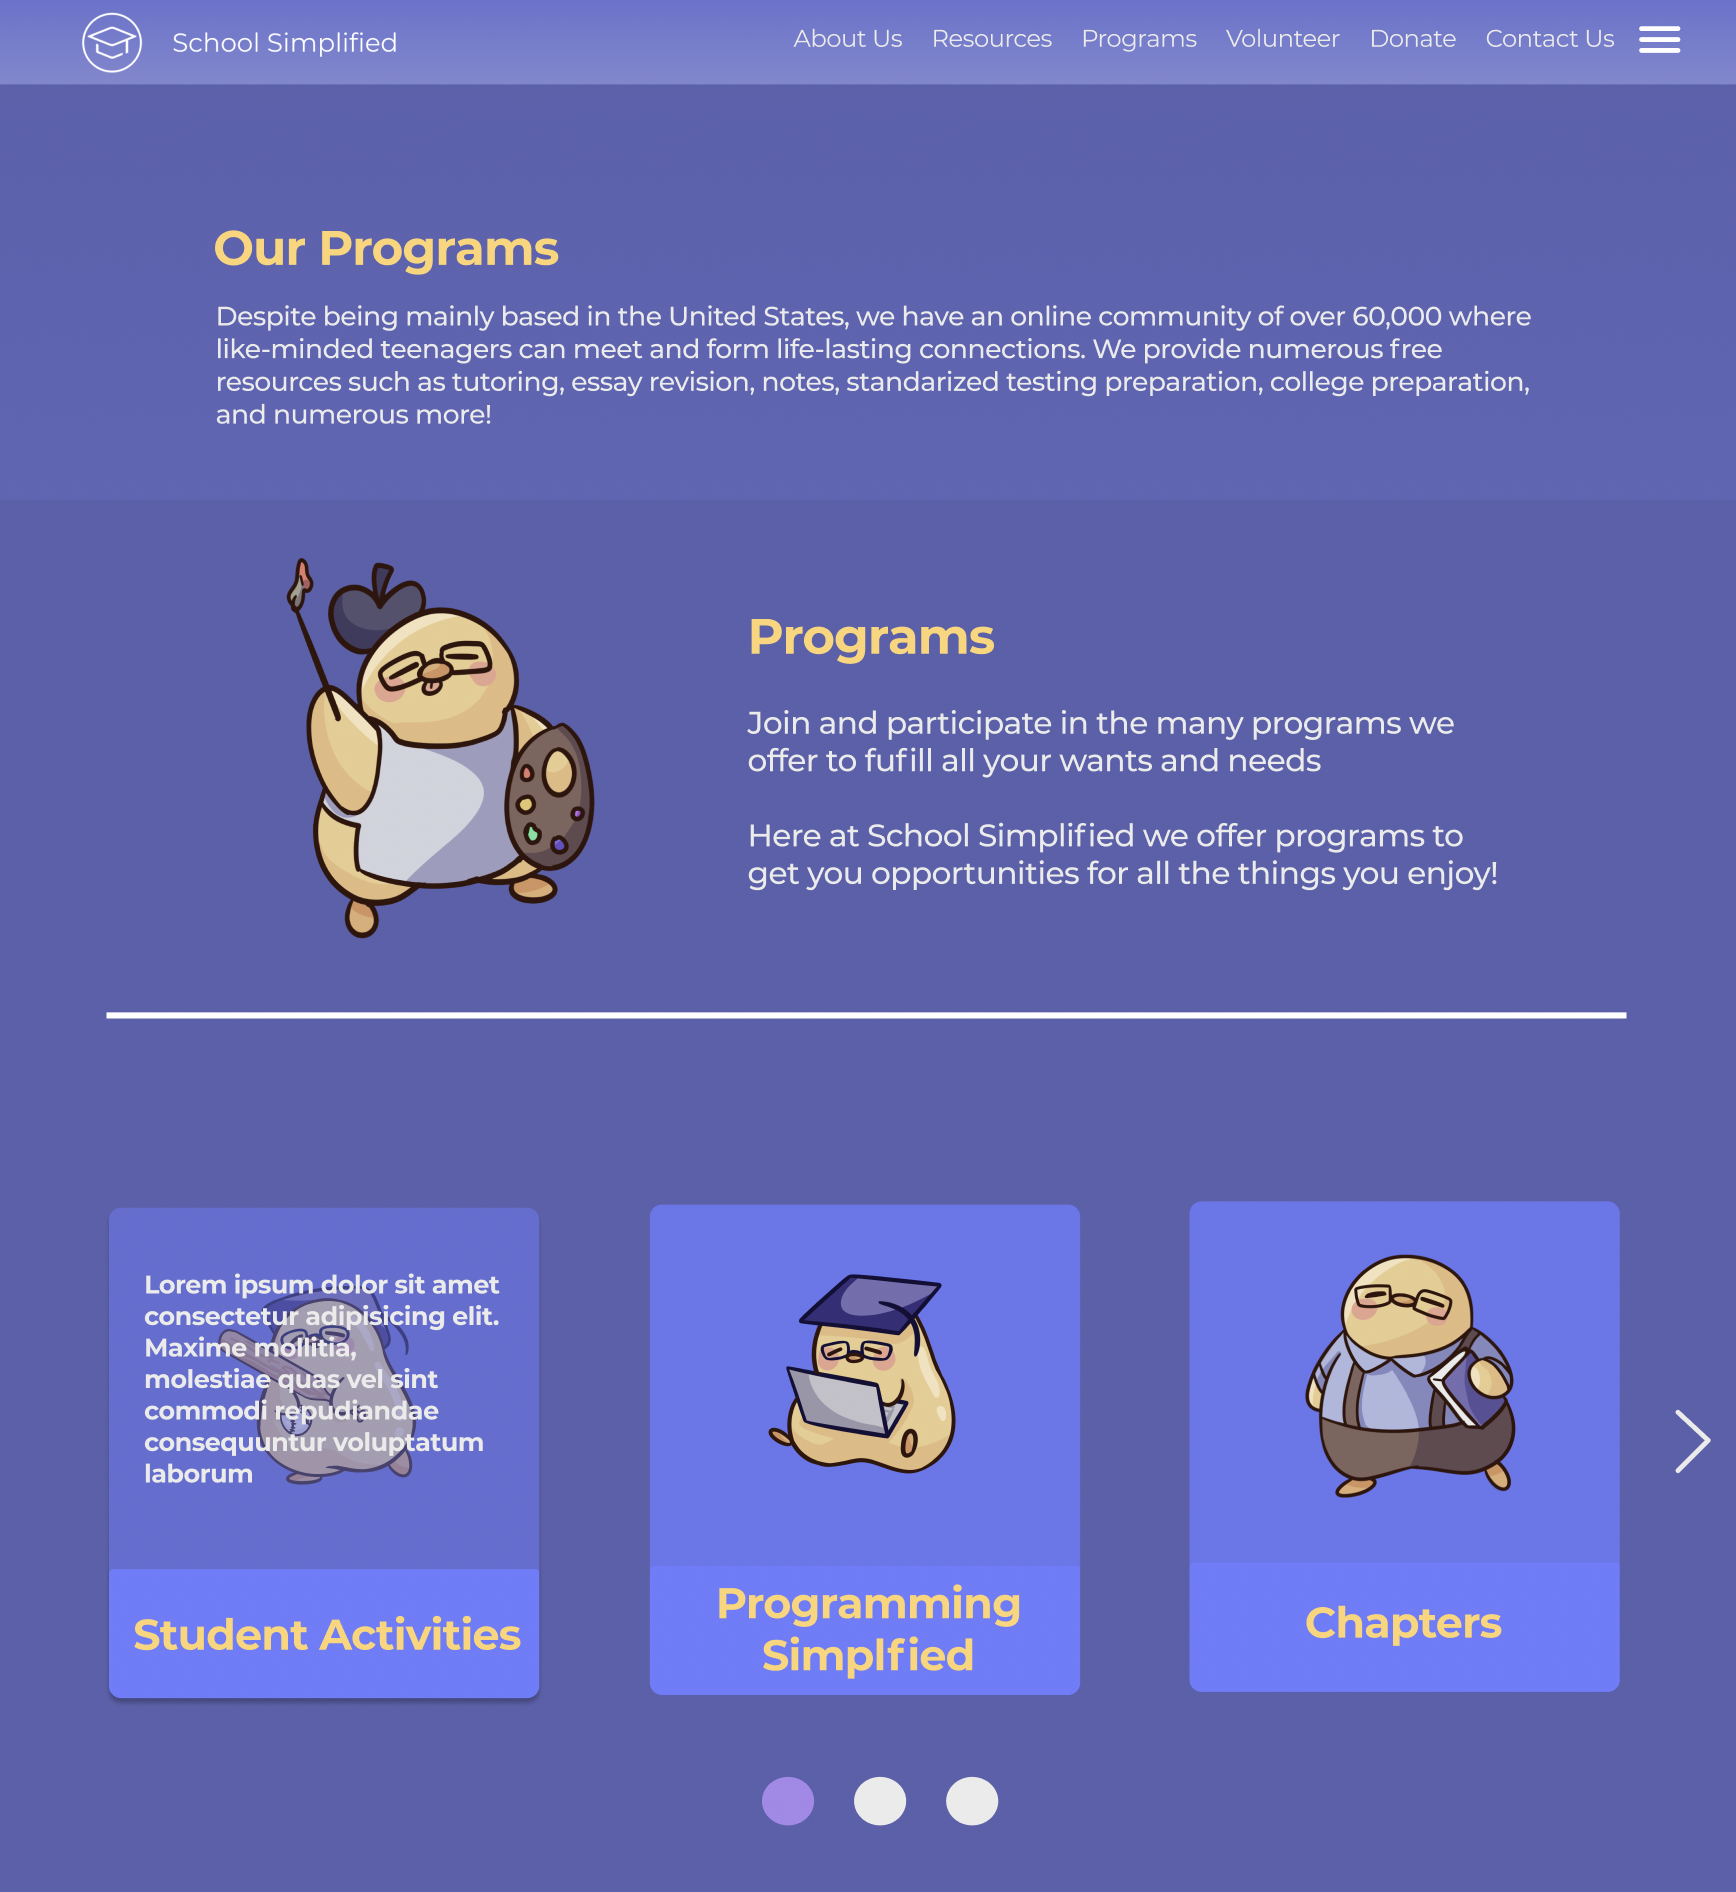 School Simplified
About Us Resources Programs Volunteer Donate Contact Us
Our Programs
Despite being mainly based in the United States, we have an online community of over 60,000 where
like-minded teenagers can meet and form life-lasting connections. We provide numerous free
resources such as tutoring, essay revision, notes, standarized testing preparation, college preparation,
and numerous more!
Programs
Join and participate in the many programs we
offer to fufill all your wants and needs
Here at School Simplified we offer programs to
get you opportunities for all the things you enjoy!
Lorem ipsum dolor sit amet
consectetur adipisicing elit.
Maxime mollitia,
molestiae quas vel sint
commodi repudiandae
consequuntur voluptatum
laborum
Student Activities
Programming
Simplfied
Chapters